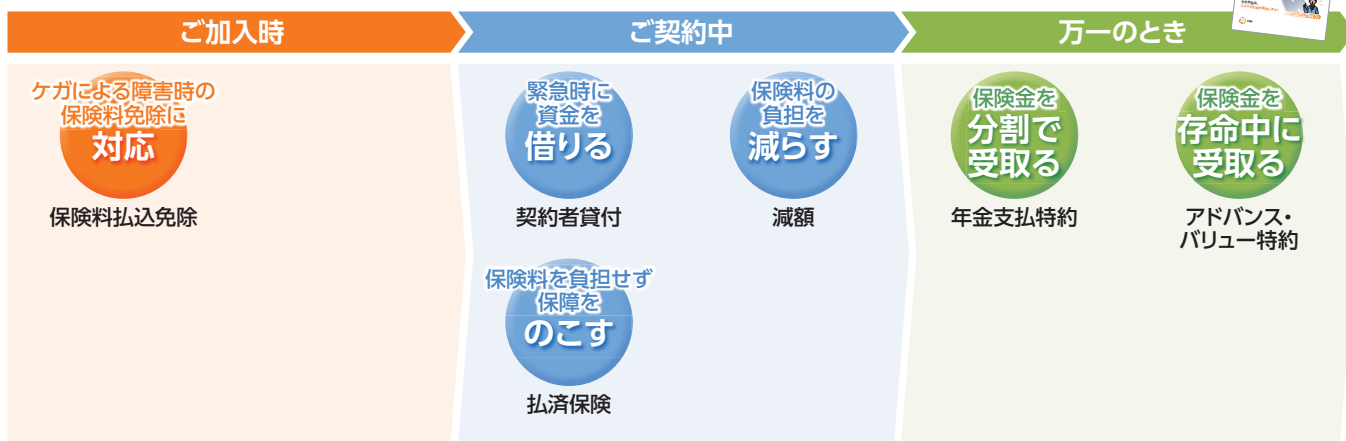 ご加入時
ご契約中
万一のとき
ケガによる障害時の
保険料免除に
対応
保険料払込免除
緊急時に
資金を
借りる
契約者貸付
保険料の
負担を
減らす
減額
保険料を負担せず
保障を
のこす
払済保険
保険金を
分割で
受取る
年金支払特約
保険金を
存命中に
受取る
アドバンス・
バリュー特約